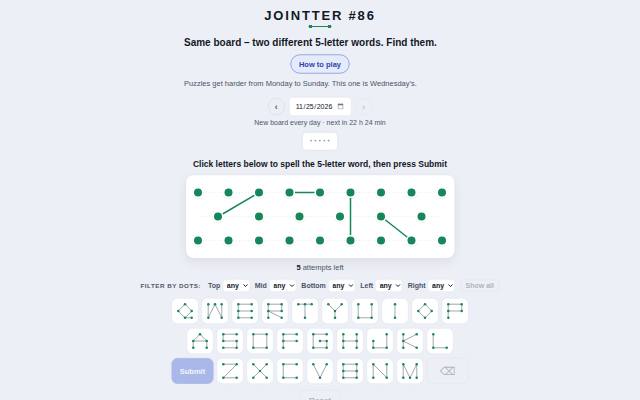 JOINTTER #86
Same board – two different 5-letter words. Find them.
How to play
Puzzles get harder from Monday to Sunday. This one is Wednesday's.
‹ 11/25/2026 ›
New board every day · next in 22 h 24 min
Click letters below to spell the 5-letter word, then press Submit
5 attempts left
FILTER BY DOTS: Top any Mid any Bottom any Left any Right any Show all
Submit
Reset